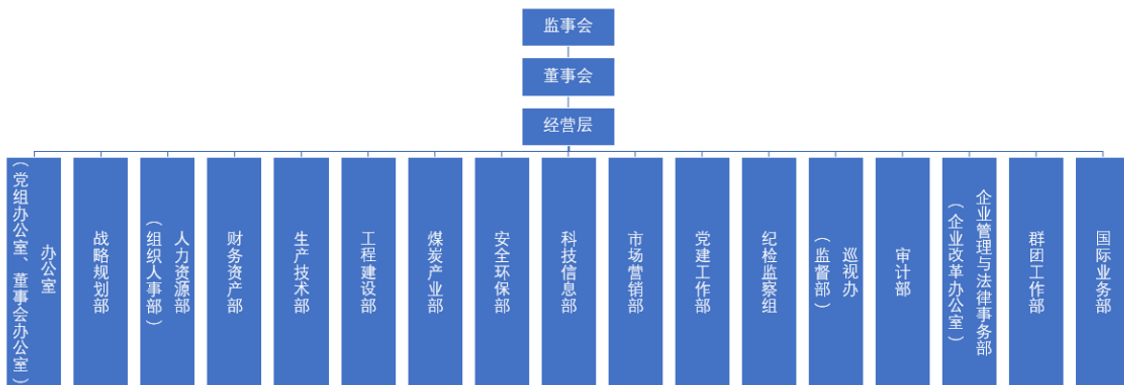 监事会
董事会
经营层
办公室
（党组办公室、董事会办公室）
战略规划部
人力资源部
（组织人事部）
财务资产部
生产技术部
工程建设部
煤炭产业部
安全环保部
科技信息部
市场营销部
党建工作部
纪检监察组
巡视办
（监督部）
审计部
企业管理与法律事务部
（企业改革办公室）
群团工作部
国际业务部